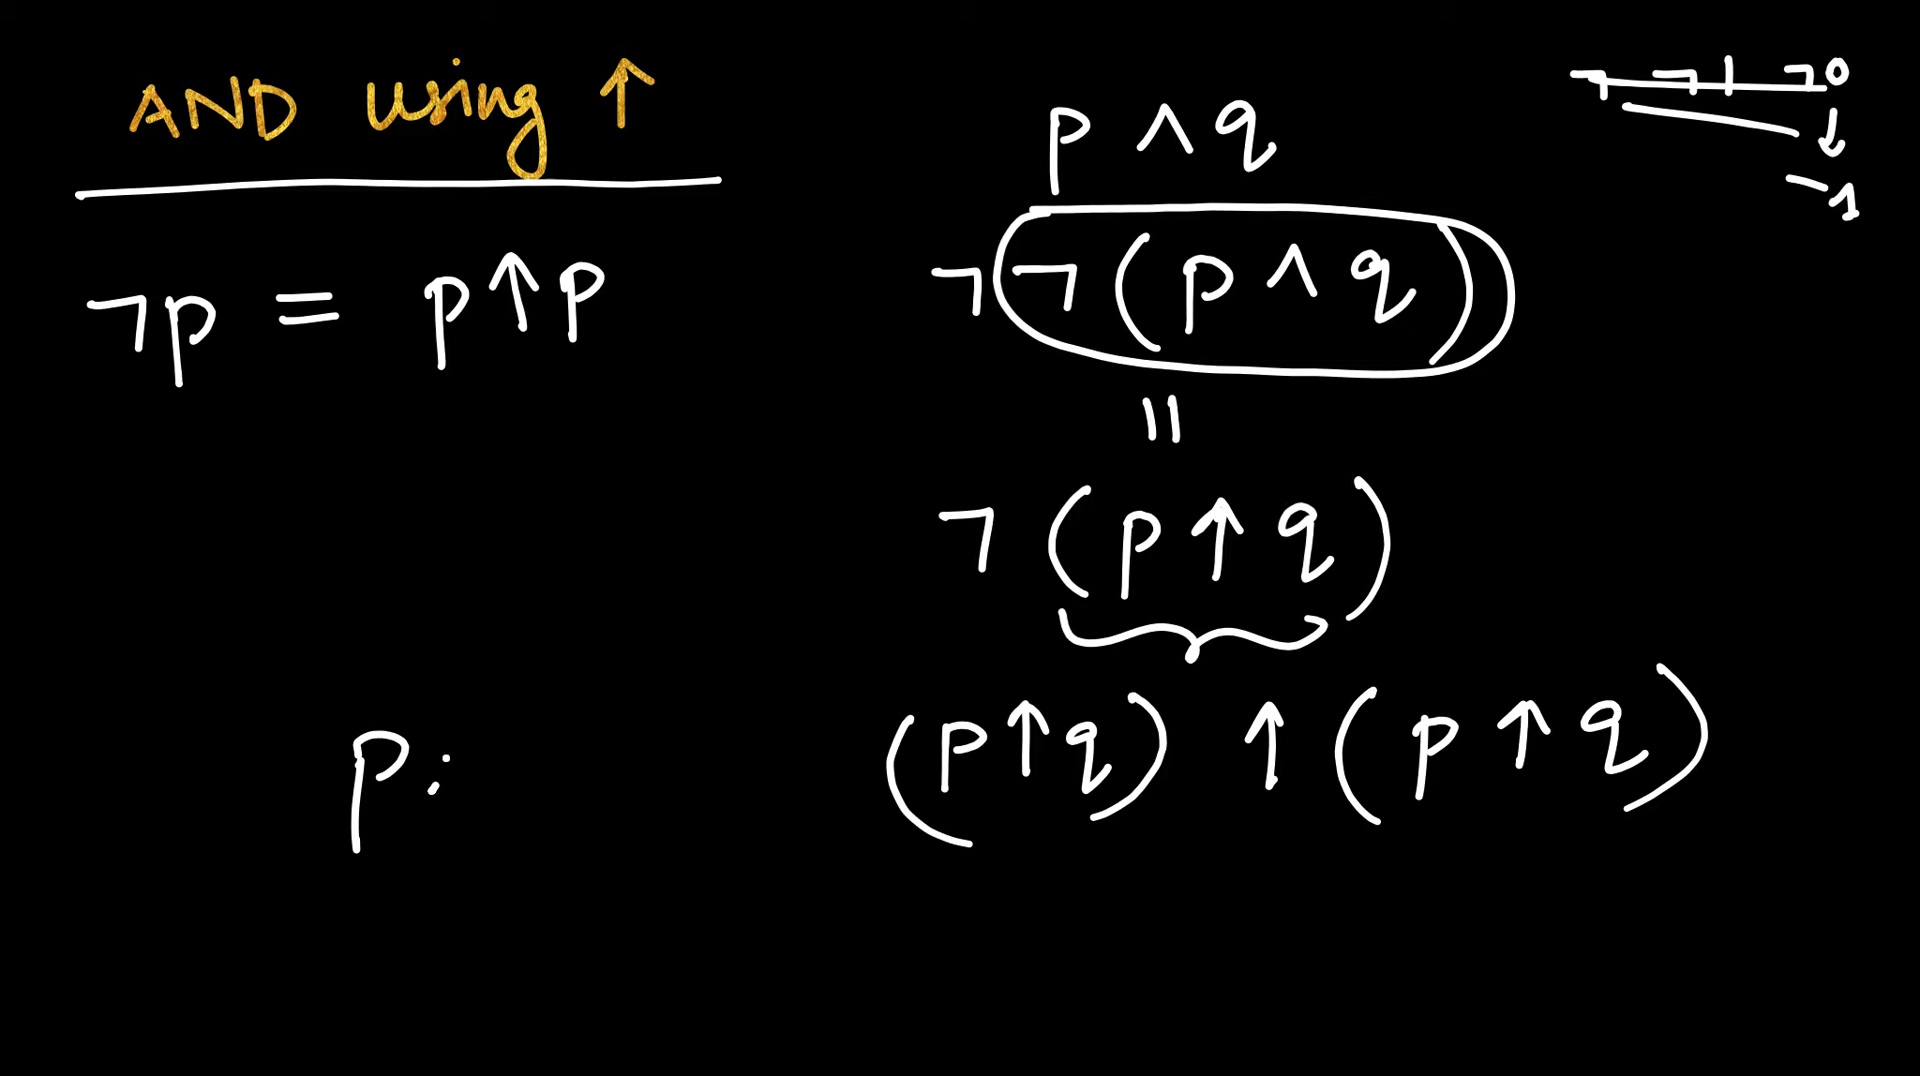 AND using ↑
p ∧ q
¬p = p↑p
¬(¬(p ∧ q))
=
¬(p ↑ q)
(p↑q) ↑ (p ↑ q)
p: